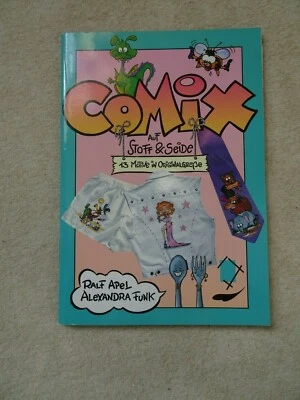 COMIX
AUF
STOFF & SEIDE
43 MOTIVE IN ORIGINALGRÖßE
RALF APEL
ALEXANDRA FUNK